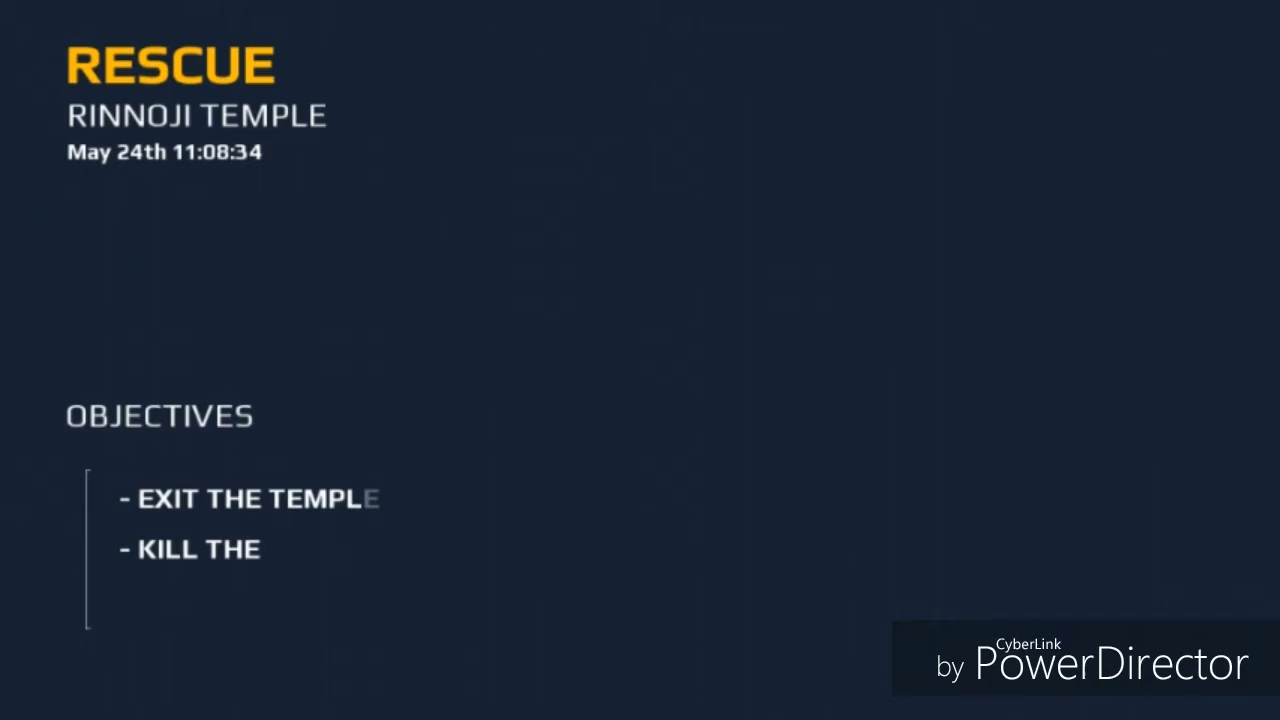 RESCUE
RINNOJI TEMPLE
May 24th 11:08:34
OBJECTIVES
- EXIT THE TEMPLE
- KILL THE
CyberLink
by PowerDirector